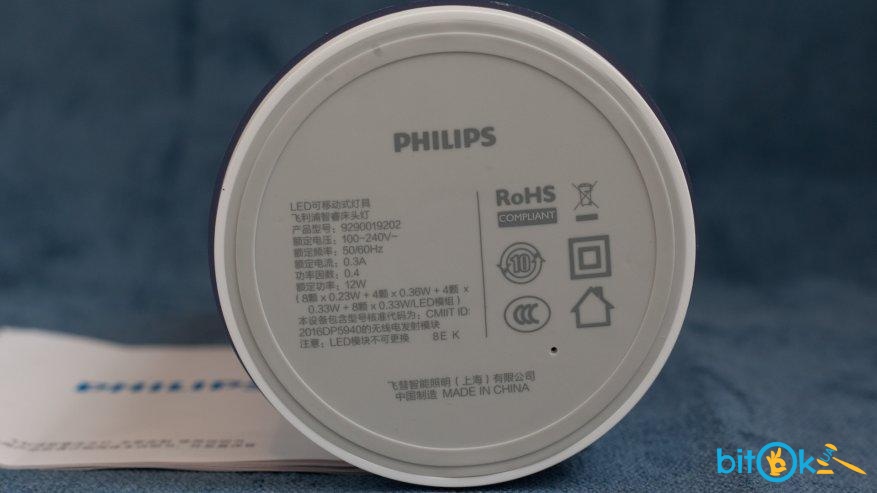 PHILIPS
LED可移动式灯具
飞利浦智睿床头灯
产品型号: 9290019202
额定电压: 100~240V~
额定频率: 50/60Hz
额定电流: 0.3A
功率因数: 0.4
额定功率: 12W
(8颗 x 0.23W + 4颗 x 0.36W + 4颗 x
0.33W + 8颗 x 0.33W/LED模组)
本设备包含型号核准代码为: CMIIT ID:
2016DP5940的无线电发射模块
注意: LED模块不可更换 8E K
RoHS
COMPLIANT
10
CCC
飞彗智能照明(上海)有限公司
中国制造 MADE IN CHINA
PHILIPS
bitOk
UA